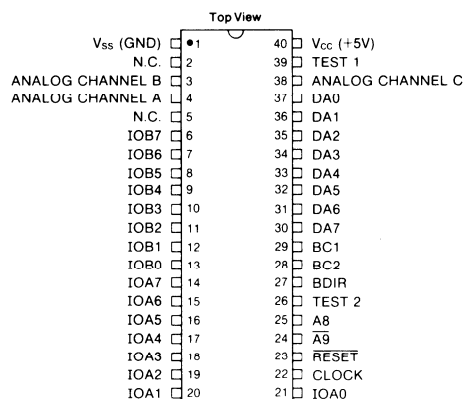 Top View
V_SS (GND) 1 40 V_CC (+5V)
N.C. 2 39 TEST 1
ANALOG CHANNEL B 3 38 ANALOG CHANNEL C
ANALOG CHANNEL A 4 37 DA0
N.C. 5 36 DA1
IOB7 6 35 DA2
IOB6 7 34 DA3
IOB5 8 33 DA4
IOB4 9 32 DA5
IOB3 10 31 DA6
IOB2 11 30 DA7
IOB1 12 29 BC1
IOB0 13 28 BC2
IOA7 14 27 BDIR
IOA6 15 26 TEST 2
IOA5 16 25 A8
IOA4 17 24 A̅9̅
IOA3 18 23 R̅E̅S̅E̅T̅
IOA2 19 22 CLOCK
IOA1 20 21 IOA0